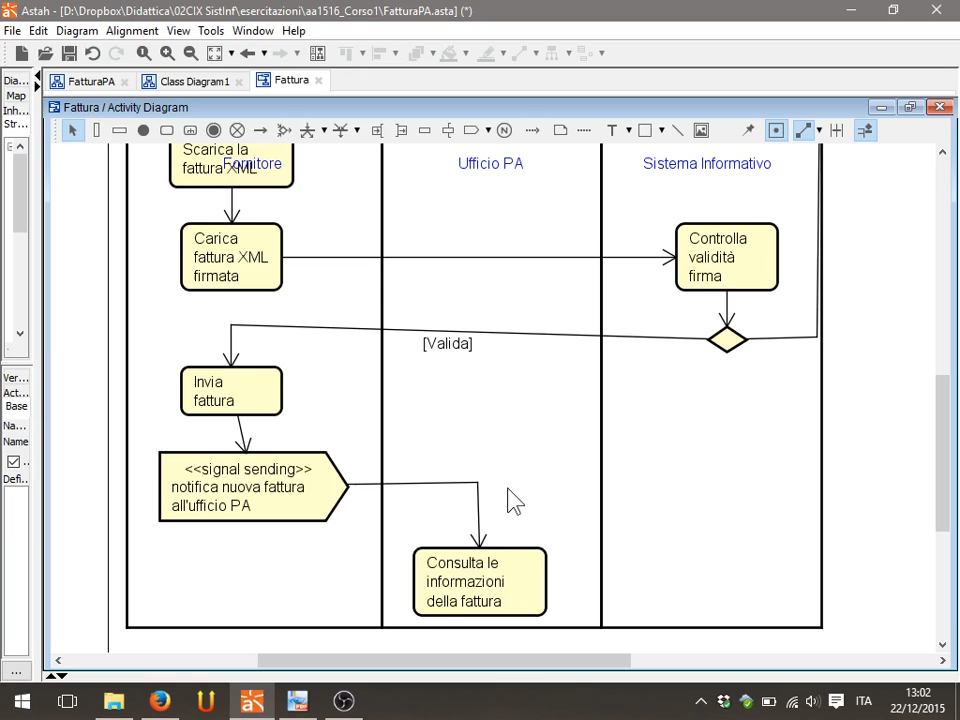 Astah - [D:\Dropbox\Didattica\02CIX SistInf\esercitazioni\aa1516_Corso1\FatturaPA.asta] (*)
File Edit Diagram Alignment View Tools Window Help
Dia...
Map
Inh...
Str...
FatturaPA
Class Diagram1
Fattura
Fattura / Activity Diagram
N
T
Fornitore
Ufficio PA
Sistema Informativo
Scarica la
fattura XML
Carica
fattura XML
firmata
Controlla
validità
firma
[Valida]
Invia
fattura
<<signal sending>>
notifica nuova fattura
all'ufficio PA
Consulta le
informazioni
della fattura
Ver...
Act...
Base
Na...
Name
...
Defi...
...
ITA
13:02
22/12/2015